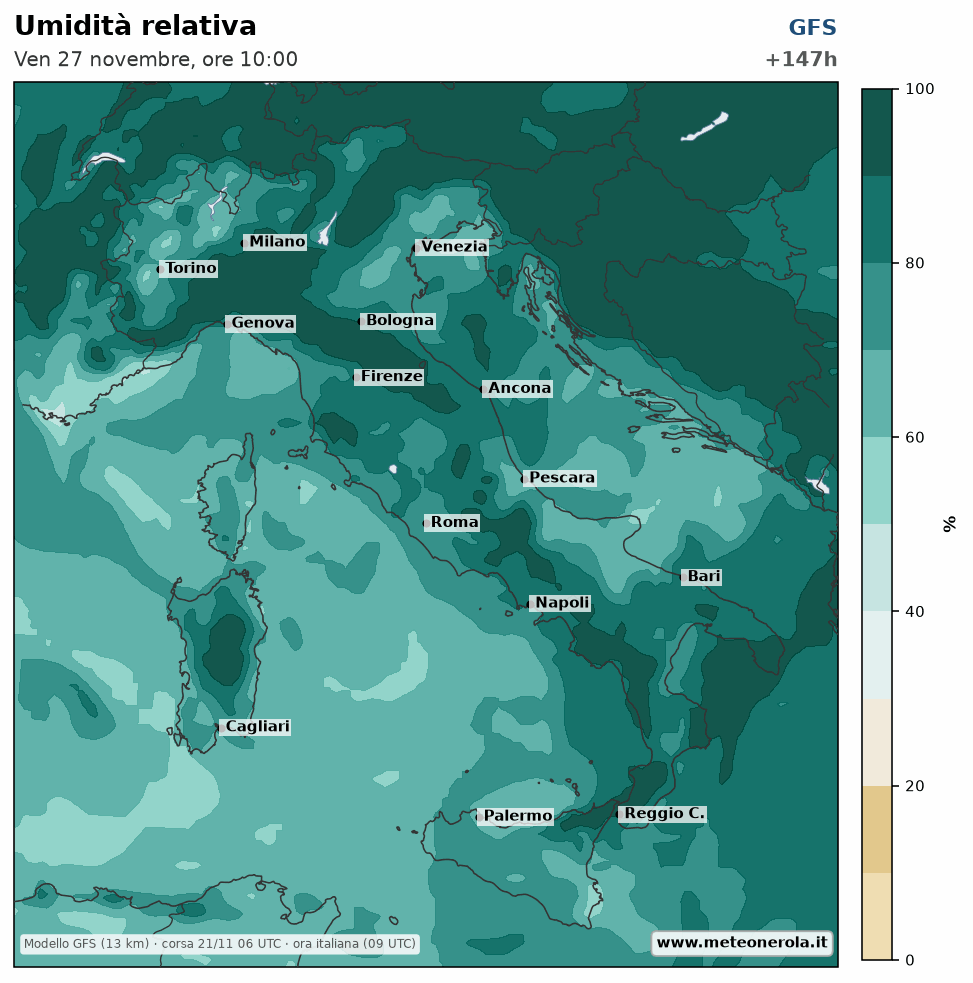 Umidità relativa
GFS
Ven 27 novembre, ore 10:00
+147h
100
80
60
40
20
0
%
Milano
Venezia
Torino
Genova
Bologna
Firenze
Ancona
Pescara
Roma
Bari
Napoli
Cagliari
Palermo
Reggio C.
Modello GFS (13 km) · corsa 21/11 06 UTC · ora italiana (09 UTC)
www.meteonerola.it